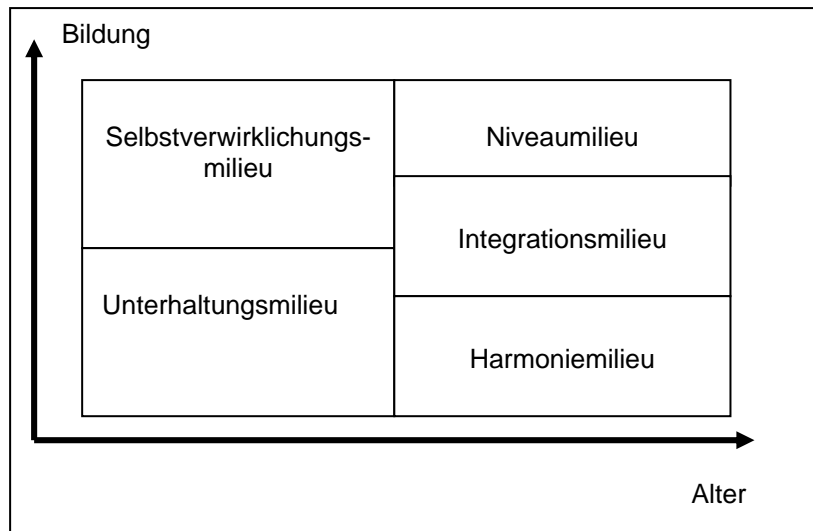 Bildung
Selbstverwirklichungs-
milieu
Niveaumilieu
Integrationsmilieu
Unterhaltungsmilieu
Harmoniemilieu
Alter